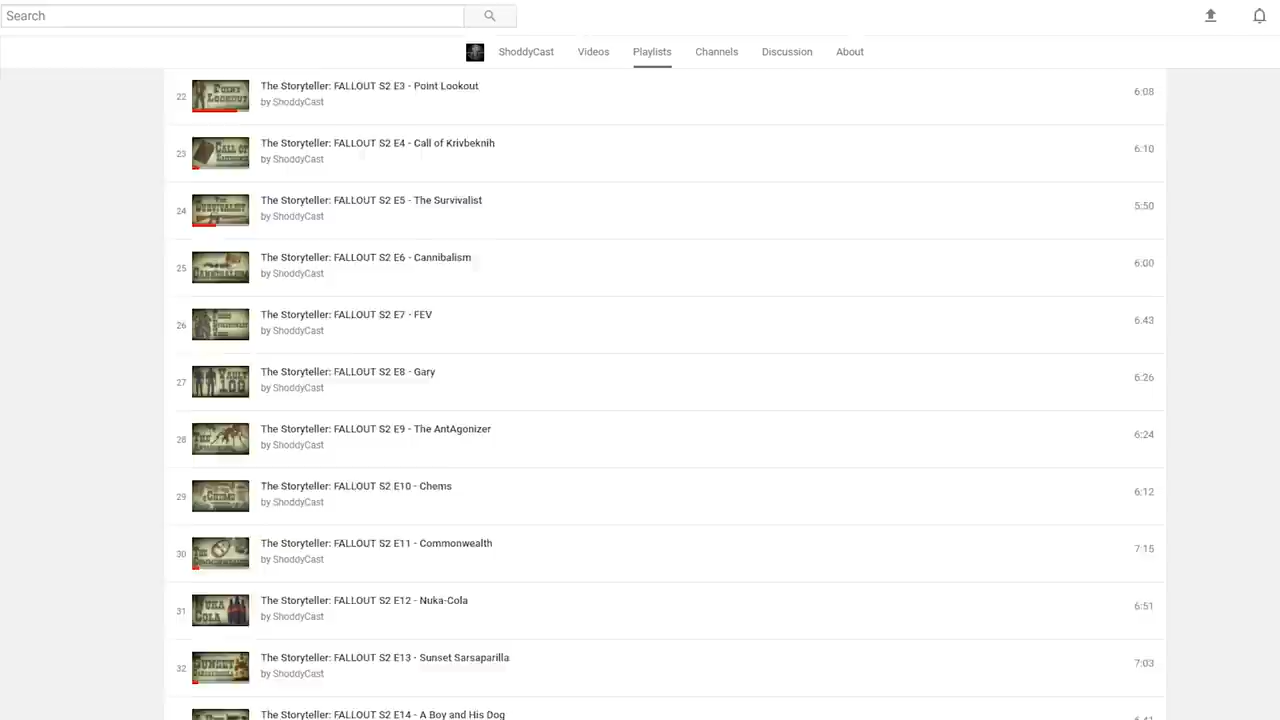 Search
ShoddyCast Videos Playlists Channels Discussion About
22 The Storyteller: FALLOUT S2 E3 - Point Lookout 6:08
by ShoddyCast
23 The Storyteller: FALLOUT S2 E4 - Call of Krivbeknih 6:10
by ShoddyCast
24 The Storyteller: FALLOUT S2 E5 - The Survivalist 5:50
by ShoddyCast
25 The Storyteller: FALLOUT S2 E6 - Cannibalism 6:00
by ShoddyCast
26 The Storyteller: FALLOUT S2 E7 - FEV 6:43
by ShoddyCast
27 The Storyteller: FALLOUT S2 E8 - Gary 6:26
by ShoddyCast
28 The Storyteller: FALLOUT S2 E9 - The AntAgonizer 6:24
by ShoddyCast
29 The Storyteller: FALLOUT S2 E10 - Chems 6:12
by ShoddyCast
30 The Storyteller: FALLOUT S2 E11 - Commonwealth 7:15
by ShoddyCast
31 The Storyteller: FALLOUT S2 E12 - Nuka-Cola 6:51
by ShoddyCast
32 The Storyteller: FALLOUT S2 E13 - Sunset Sarsaparilla 7:03
by ShoddyCast
The Storyteller: FALLOUT S2 E14 - A Boy and His Dog